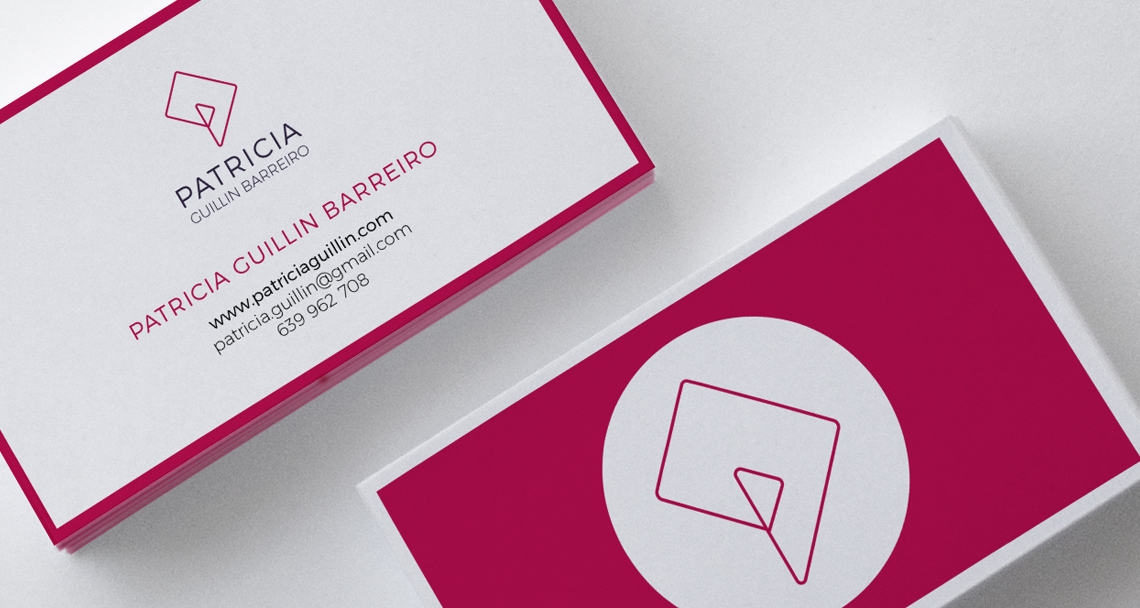 PATRICIA
GUILLIN BARREIRO
PATRICIA GUILLIN BARREIRO
www.patriciaguillin.com
patricia.guillin@gmail.com
639 962 708